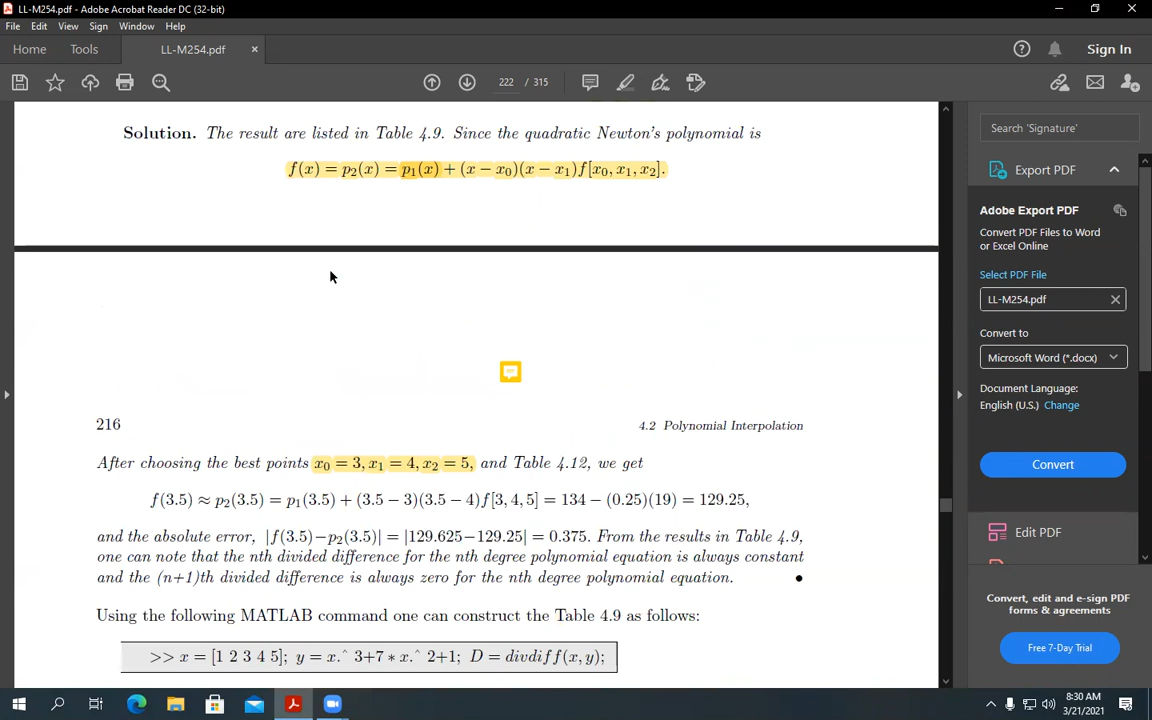 LL-M254.pdf - Adobe Acrobat Reader DC (32-bit)
File Edit View Sign Window Help
Home Tools LL-M254.pdf × Sign In
222 / 315
Solution. The result are listed in Table 4.9. Since the quadratic Newton's polynomial is
f(x) = p₂(x) = p₁(x) + (x − x₀)(x − x₁)f[x₀, x₁, x₂].
216 4.2 Polynomial Interpolation
After choosing the best points x₀ = 3, x₁ = 4, x₂ = 5, and Table 4.12, we get
f(3.5) ≈ p₂(3.5) = p₁(3.5) + (3.5 − 3)(3.5 − 4)f[3, 4, 5] = 134 − (0.25)(19) = 129.25,
and the absolute error, |f(3.5)−p₂(3.5)| = |129.625−129.25| = 0.375. From the results in Table 4.9,
one can note that the nth divided difference for the nth degree polynomial equation is always constant
and the (n+1)th divided difference is always zero for the nth degree polynomial equation. •
Using the following MATLAB command one can construct the Table 4.9 as follows:
>> x = [1 2 3 4 5]; y = x.^ 3+7 ∗ x.^ 2+1; D = divdiff(x, y);
Search 'Signature'
Export PDF
Adobe Export PDF
Convert PDF Files to Word
or Excel Online
Select PDF File
LL-M254.pdf ×
Convert to
Microsoft Word (*.docx)
Document Language:
English (U.S.) Change
Convert
Edit PDF
Convert, edit and e-sign PDF
forms & agreements
Free 7-Day Trial
8:30 AM
3/21/2021